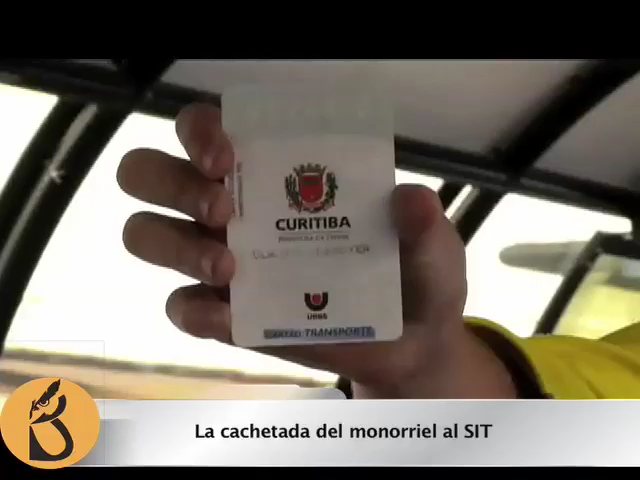 CURITIBA
URBS
CARTÃO TRANSPORTE
La cachetada del monorriel al SIT